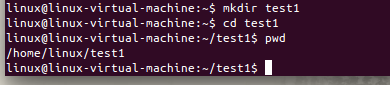 linux@linux-virtual-machine:~$ mkdir test1
linux@linux-virtual-machine:~$ cd test1
linux@linux-virtual-machine:~/test1$ pwd
/home/linux/test1
linux@linux-virtual-machine:~/test1$